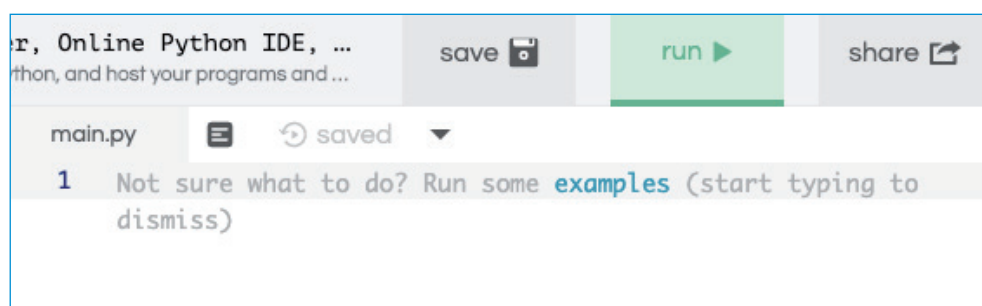 er, Online Python IDE, ...
thon, and host your programs and ...
save
run
share
main.py
saved
1 Not sure what to do? Run some examples (start typing to
dismiss)